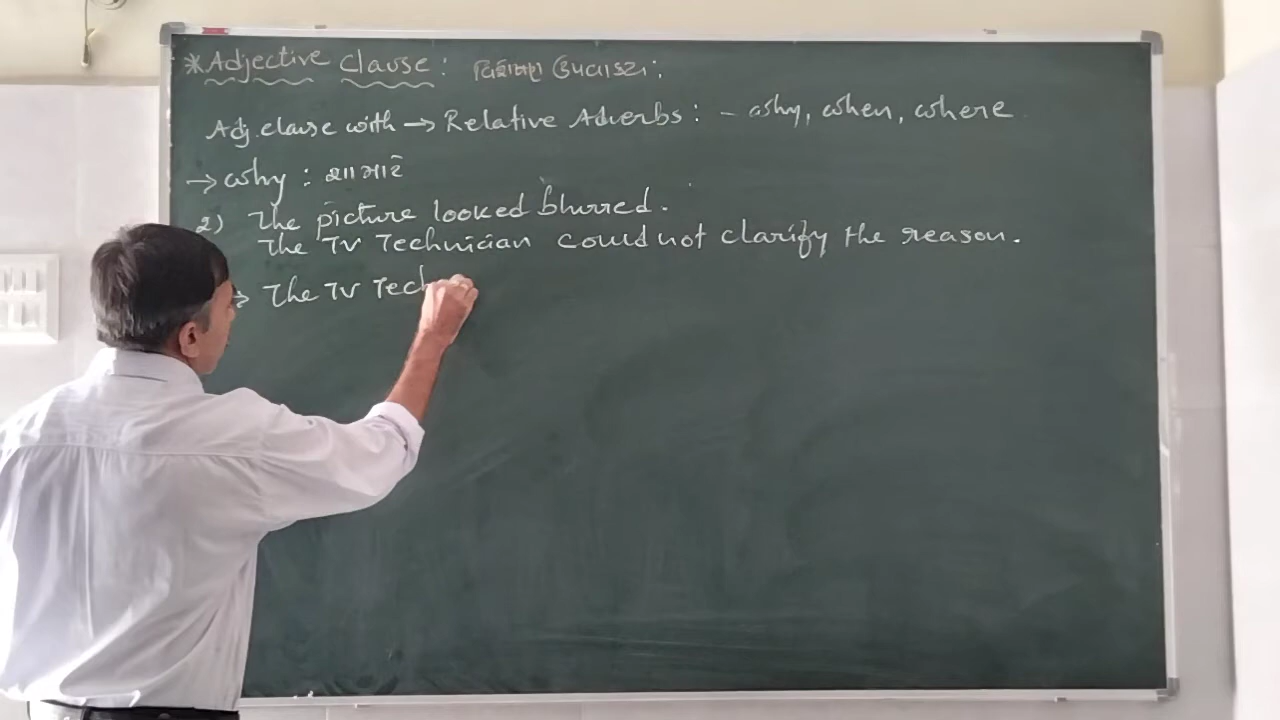 *Adjective clause: વિશેષણ ઉપવાક્ય:
Adj. clause with → Relative Adverbs: - why, when, where
→ why : શા માટે
2) The picture looked blurred.
The TV Technician could not clarify the reason.
→ The TV Tech